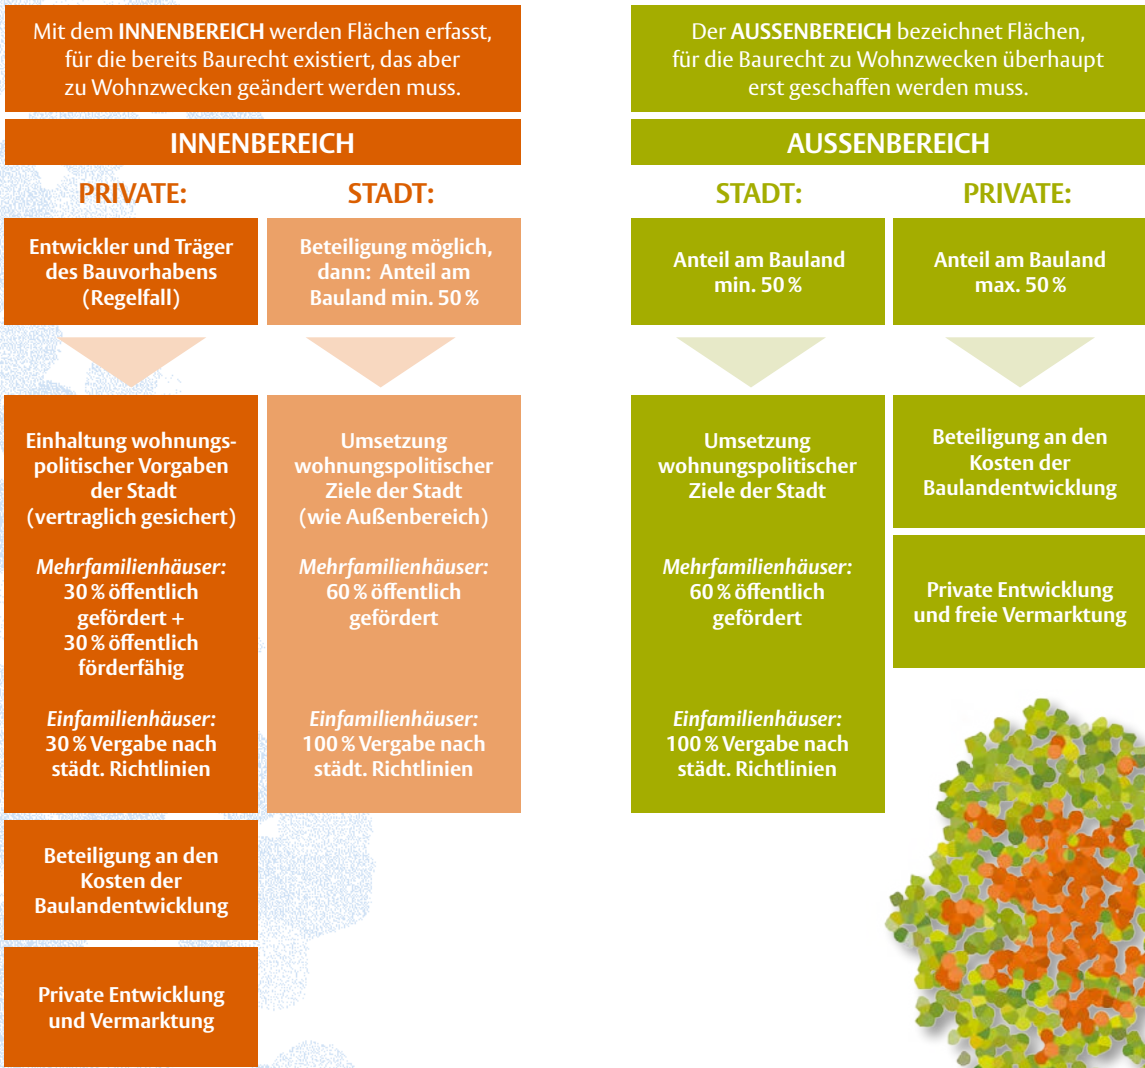 Mit dem INNENBEREICH werden Flächen erfasst,
für die bereits Baurecht existiert, das aber
zu Wohnzwecken geändert werden muss.
INNENBEREICH
PRIVATE:
Entwickler und Träger
des Bauvorhabens
(Regelfall)
Einhaltung wohnungs-
politischer Vorgaben
der Stadt
(vertraglich gesichert)
Mehrfamilienhäuser:
30 % öffentlich
gefördert +
30 % öffentlich
förderfähig
Einfamilienhäuser:
30 % Vergabe nach
städt. Richtlinien
Beteiligung an den
Kosten der
Baulandentwicklung
Private Entwicklung
und Vermarktung
STADT:
Beteiligung möglich,
dann: Anteil am
Bauland min. 50 %
Umsetzung
wohnungspolitischer
Ziele der Stadt
(wie Außenbereich)
Mehrfamilienhäuser:
60 % öffentlich
gefördert
Einfamilienhäuser:
100 % Vergabe nach
städt. Richtlinien
Der AUSSENBEREICH bezeichnet Flächen,
für die Baurecht zu Wohnzwecken überhaupt
erst geschaffen werden muss.
AUSSENBEREICH
STADT:
Anteil am Bauland
min. 50 %
Umsetzung
wohnungspolitischer
Ziele der Stadt
Mehrfamilienhäuser:
60 % öffentlich
gefördert
Einfamilienhäuser:
100 % Vergabe nach
städt. Richtlinien
PRIVATE:
Anteil am Bauland
max. 50 %
Beteiligung an den
Kosten der
Baulandentwicklung
Private Entwicklung
und freie Vermarktung